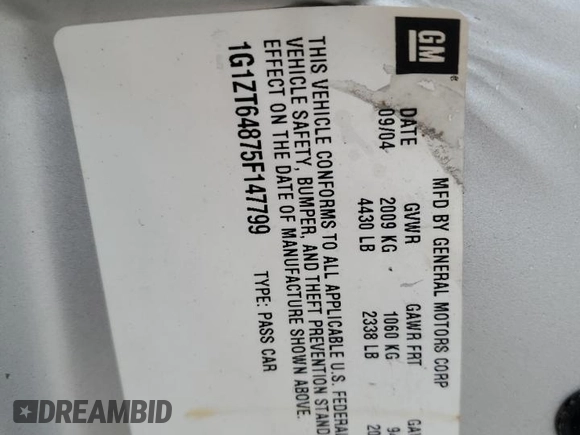 GM
MFD BY GENERAL MOTORS CORP
DATE GVWR GAWR FRT
09/04 2009 KG 1060 KG
4430 LB 2338 LB
THIS VEHICLE CONFORMS TO ALL APPLICABLE U.S.
VEHICLE SAFETY, BUMPER, AND THEFT PREVENTION
EFFECT ON THE DATE OF MANUFACTURE SHOWN ABOVE.
1G1ZT64875F147799 TYPE: PASS CAR
DREAMBID